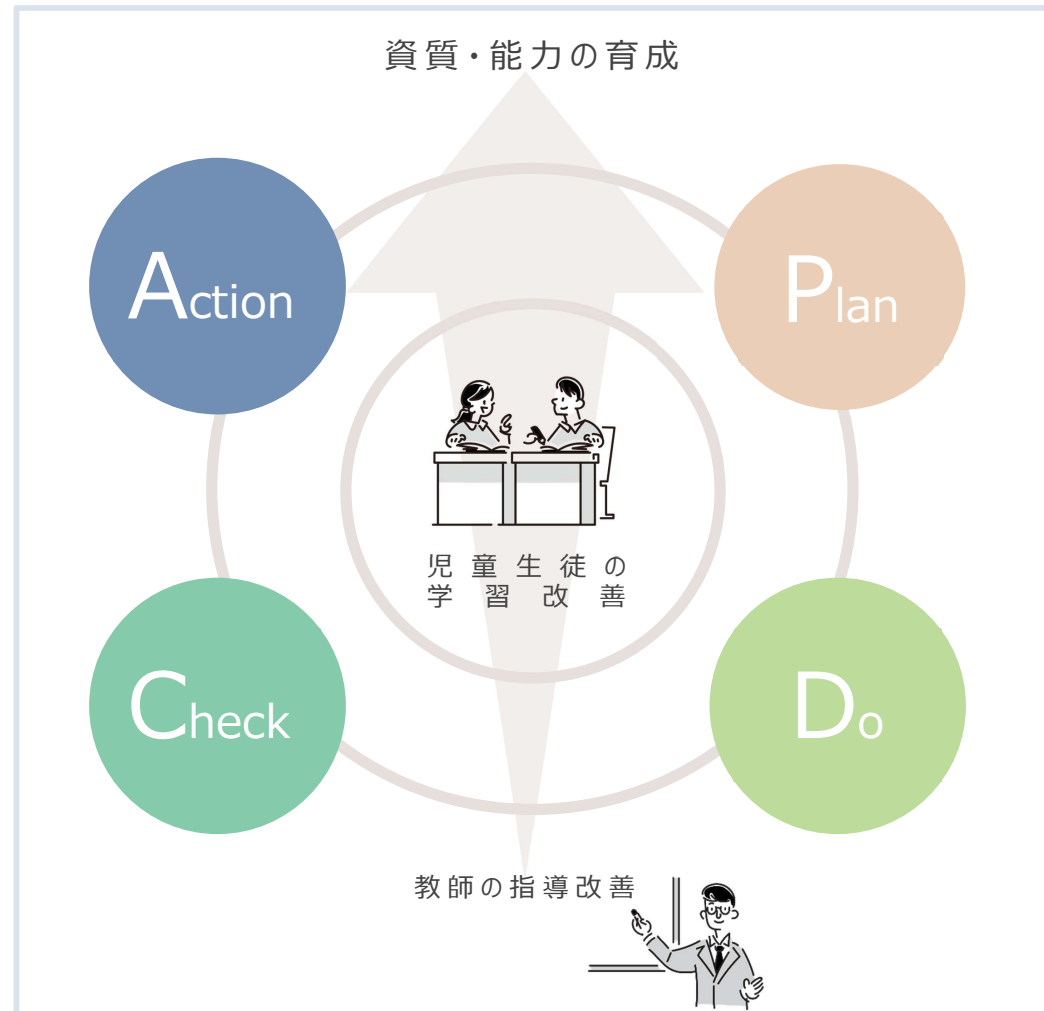 資質・能力の育成
Action
Plan
児童生徒の
学習改善
Check
Do
教師の指導改善